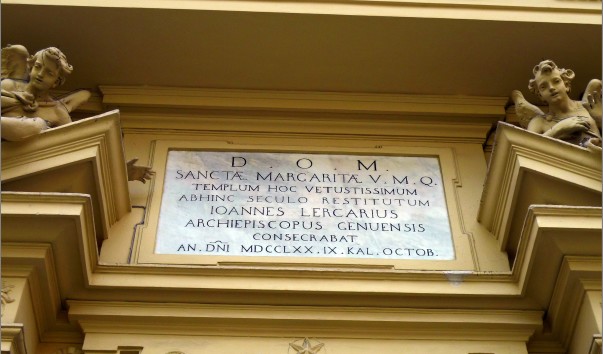 D. O. M.
SANCTÆ MARGARITÆ V. M. Q.
TEMPLUM HOC VETUSTISSIMUM
ABHINC SECULO RESTITUTUM
IOANNES LERCARIUS
ARCHIEPISCOPUS GENUENSIS
CONSECRABAT
AN. DÑI MDCCLXX. IX. KAL. OCTOB.